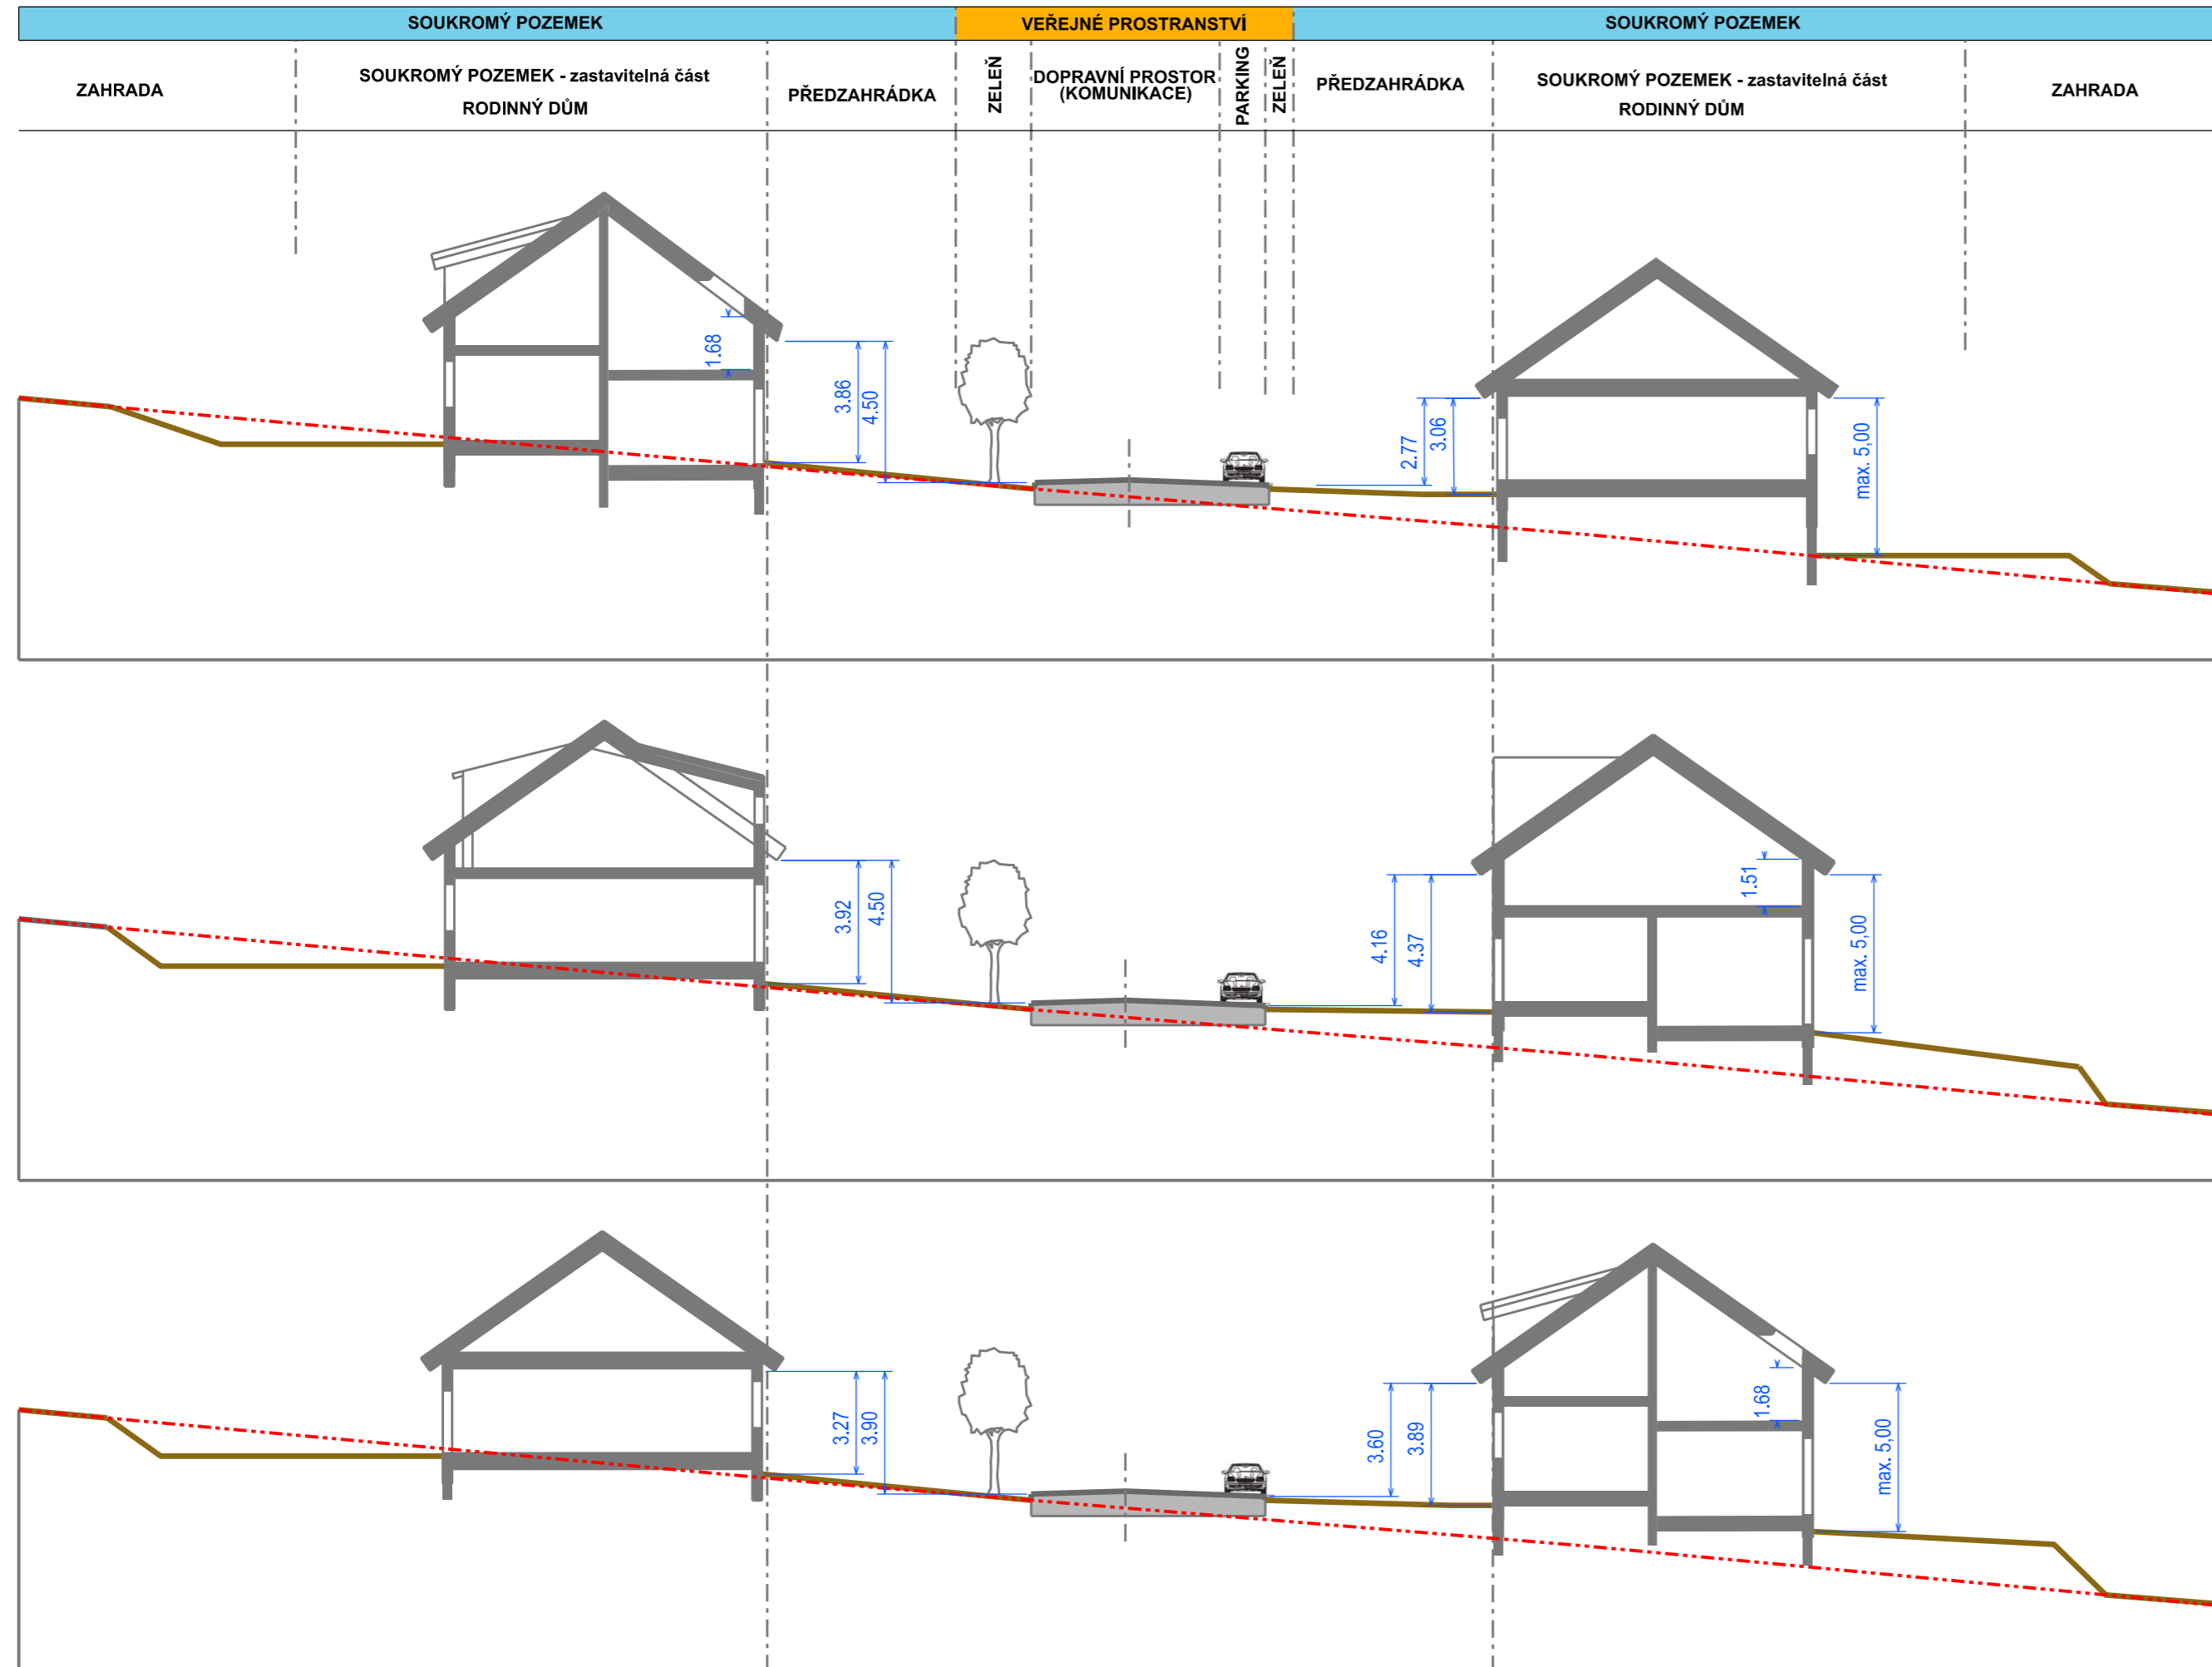 SOUKROMÝ POZEMEK
VEŘEJNÉ PROSTRANSTVÍ
SOUKROMÝ POZEMEK
ZAHRADA
SOUKROMÝ POZEMEK - zastavitelná část
RODINNÝ DŮM
PŘEDZAHRÁDKA
ZELEŇ
DOPRAVNÍ PROSTOR
(KOMUNIKACE)
PARKING
ZELEŇ
PŘEDZAHRÁDKA
SOUKROMÝ POZEMEK - zastavitelná část
RODINNÝ DŮM
ZAHRADA
1.68
3.86
4.50
2.77
3.06
max. 5,00
3.92
4.50
4.16
4.37
1.51
max. 5,00
3.27
3.90
3.60
3.89
1.68
max. 5,00